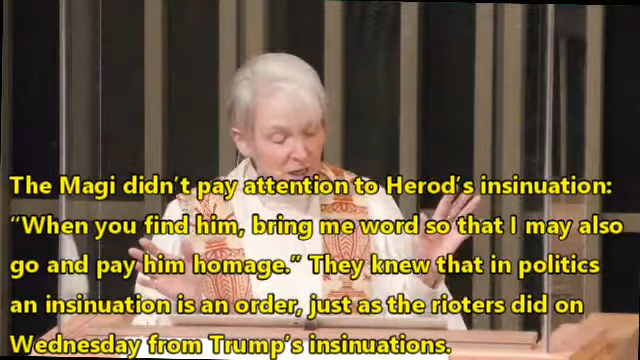 The Magi didn't pay attention to Herod's insinuation:
"When you find him, bring me word so that I may also
go and pay him homage." They knew that in politics
an insinuation is an order, just as the rioters did on
Wednesday from Trump's insinuations.